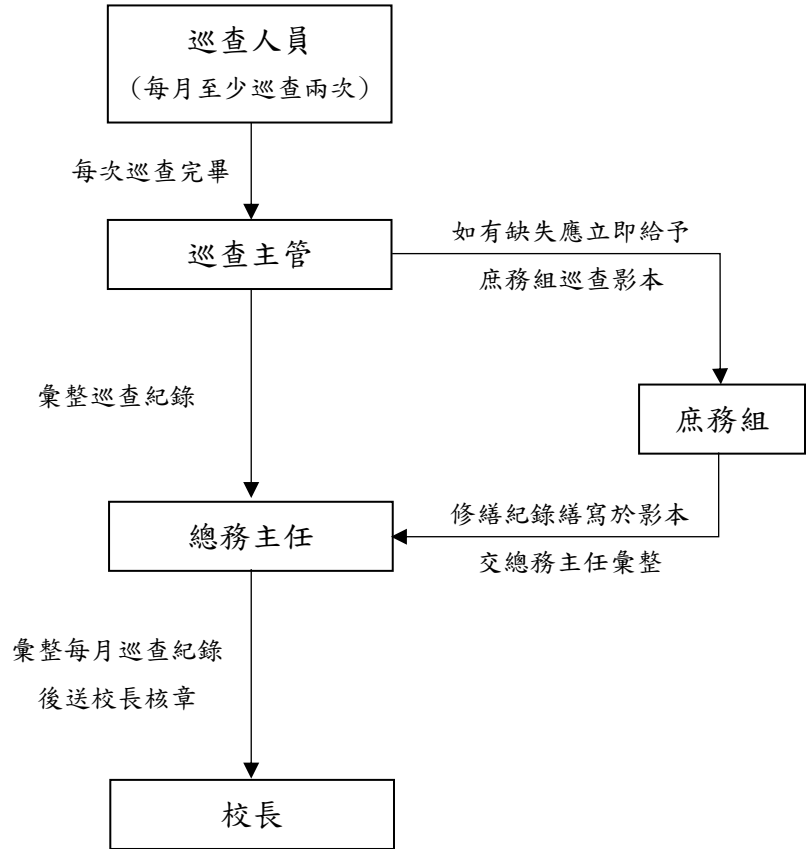 巡查人員
（每月至少巡查兩次）
每次巡查完畢
巡查主管
如有缺失應立即給予
庶務組巡查影本
彙整巡查紀錄
庶務組
總務主任
修繕紀錄繕寫於影本
交總務主任彙整
彙整每月巡查紀錄
後送校長核章
校長